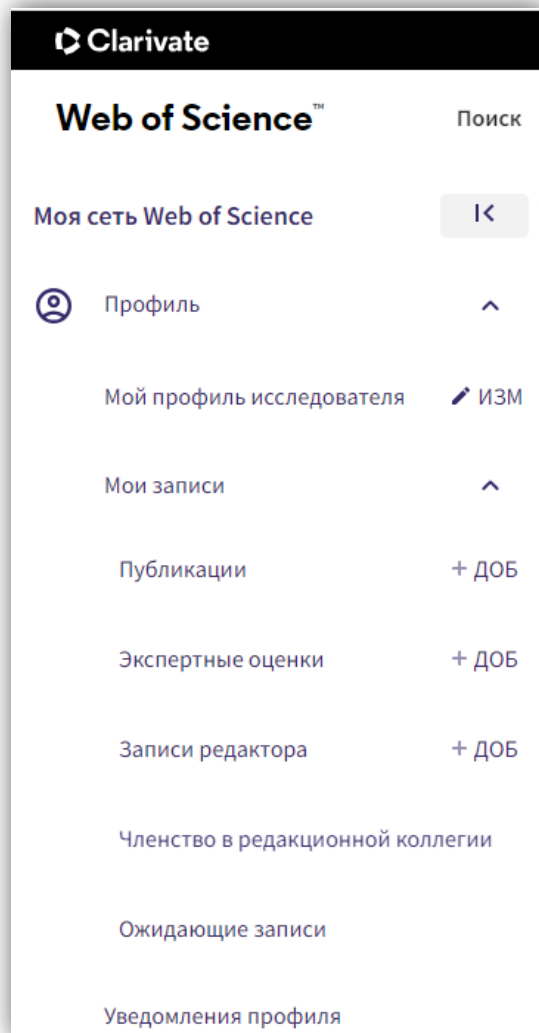 Clarivate
Web of Science™ Поиск
Моя сеть Web of Science
Профиль
Мой профиль исследователя ИЗМ
Мои записи
Публикации + ДОБ
Экспертные оценки + ДОБ
Записи редактора + ДОБ
Членство в редакционной коллегии
Ожидающие записи
Уведомления профиля